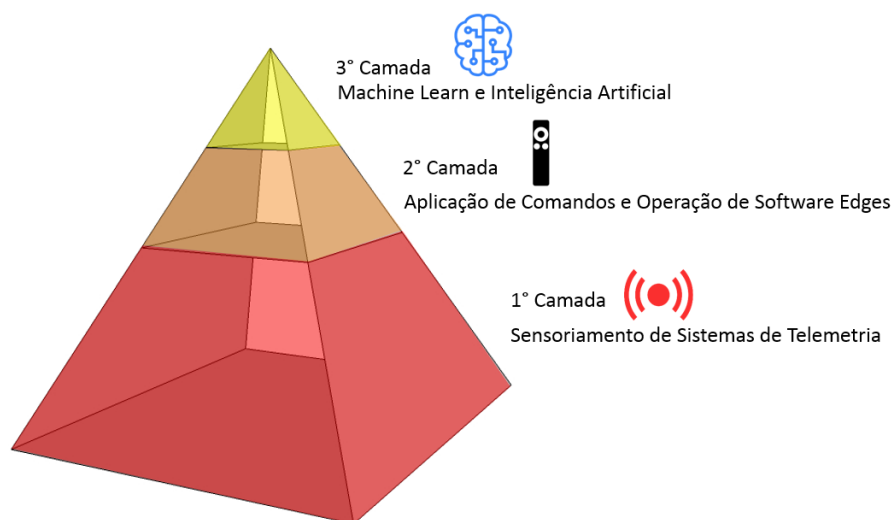 3° Camada
Machine Learn e Inteligência Artificial
2° Camada
Aplicação de Comandos e Operação de Software Edges
1° Camada
Sensoriamento de Sistemas de Telemetria